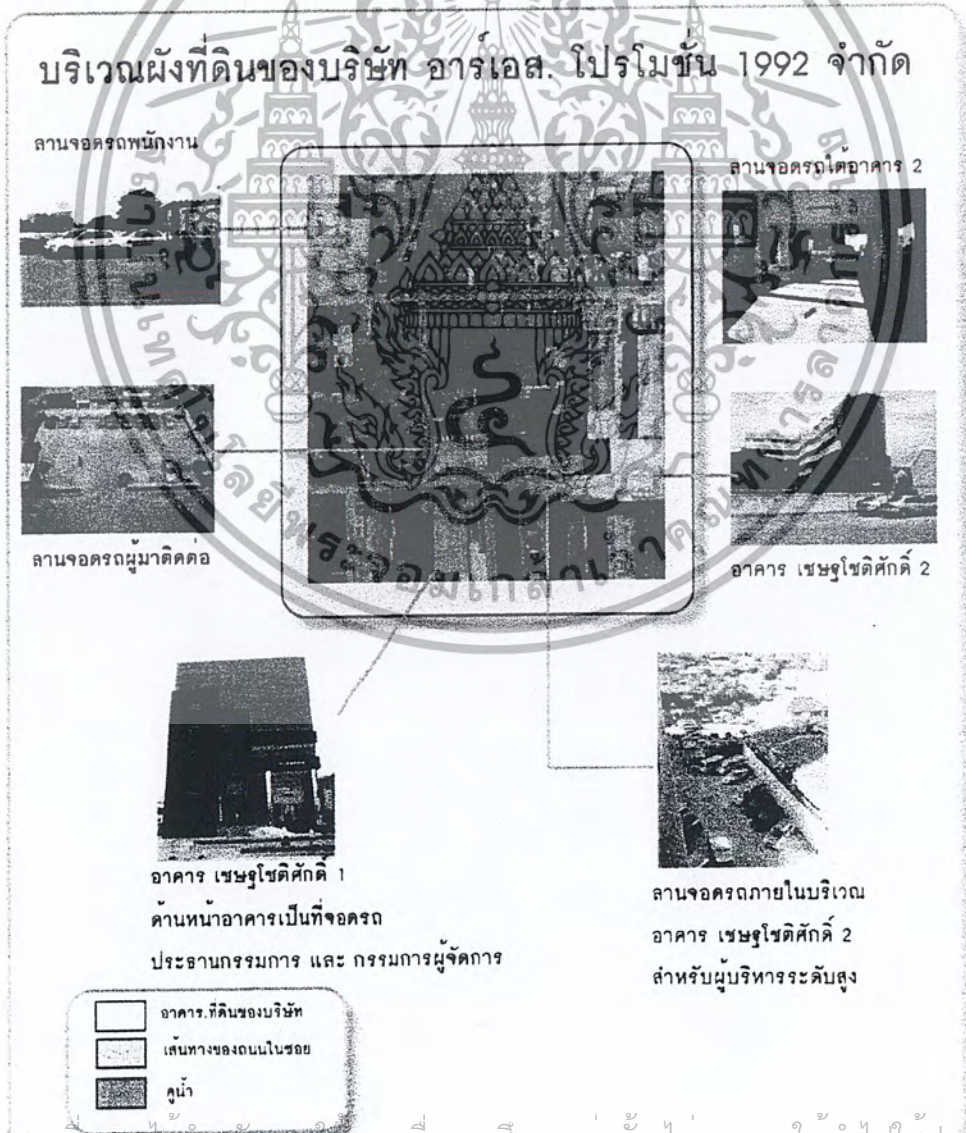 บริเวณผังที่ดินของบริษัท อาร์เอส. โปรโมชั่น 1992 จำกัด
ลานจอดรถพนักงาน
ลานจอดรถใต้อาคาร 2
ลานจอดรถผู้มาติดต่อ
อาคาร เชษฐโชติศักดิ์ 2
อาคาร เชษฐโชติศักดิ์ 1
ด้านหน้าอาคารเป็นที่จอดรถ
ประธานกรรมการ และ กรรมการผู้จัดการ
ลานจอดรถภายในบริเวณ
อาคาร เชษฐโชติศักดิ์ 2
สำหรับผู้บริหารระดับสูง
อาคาร.ที่ดินของบริษัท
เส้นทางของถนนในซอย
คูน้ำ